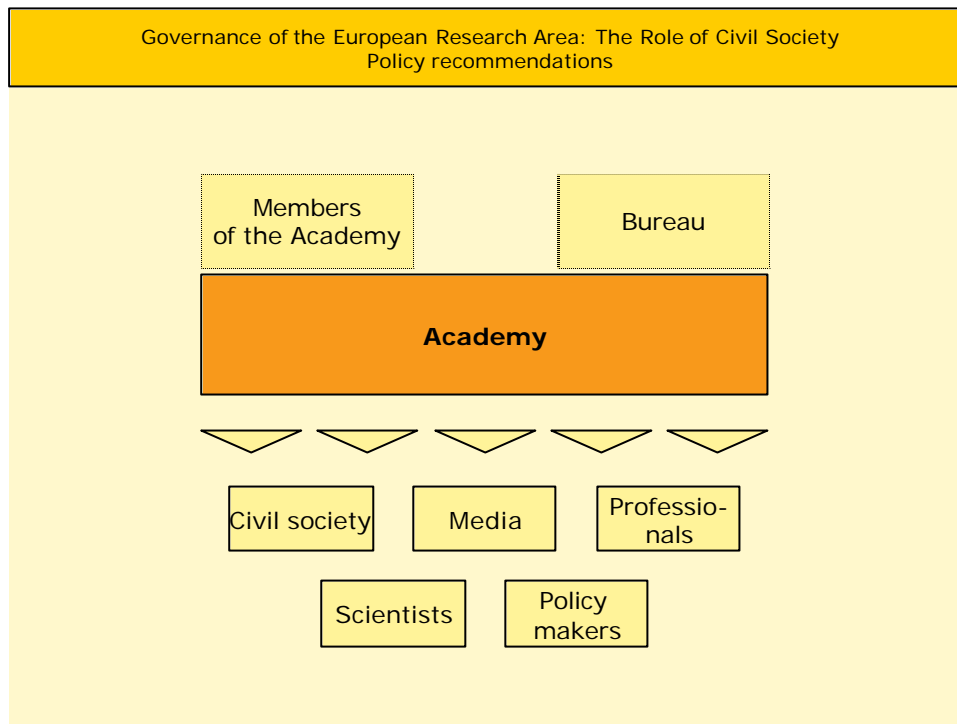 Governance of the European Research Area: The Role of Civil Society
Policy recommendations
Members
of the Academy
Bureau
Academy
Civil society
Media
Professio-
nals
Scientists
Policy
makers